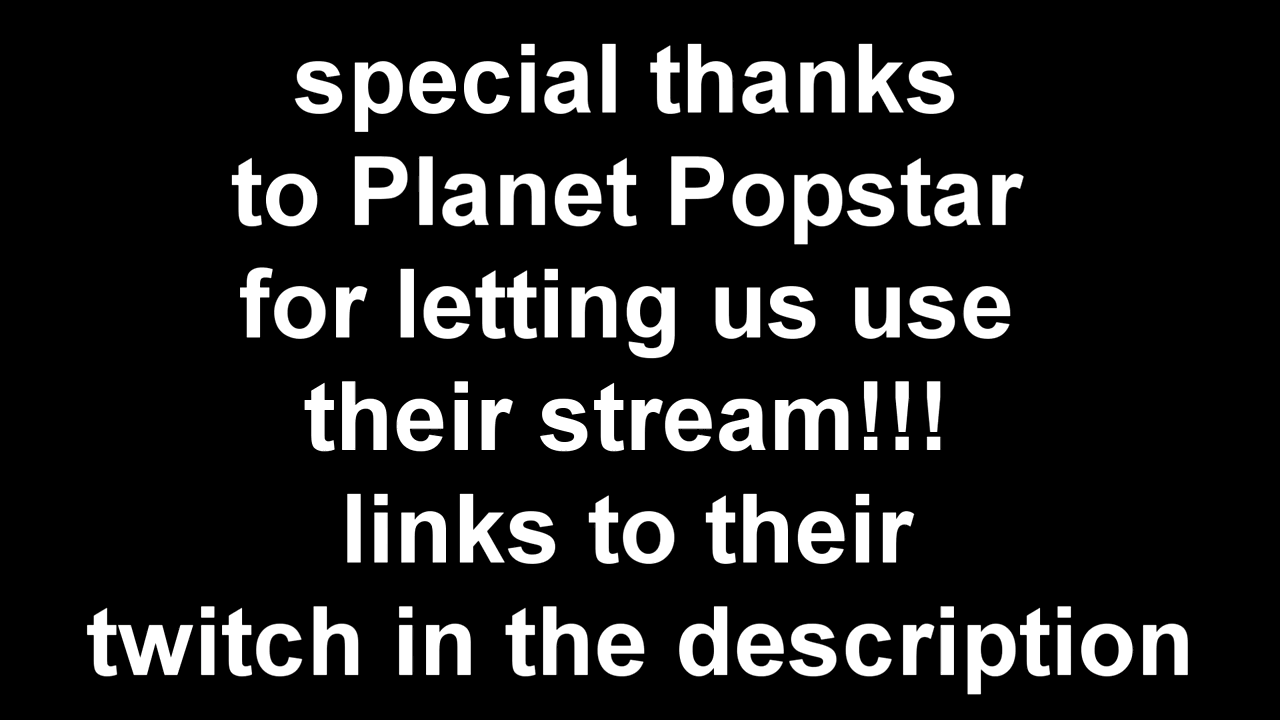 special thanks
to Planet Popstar
for letting us use
their stream!!!
links to their
twitch in the description